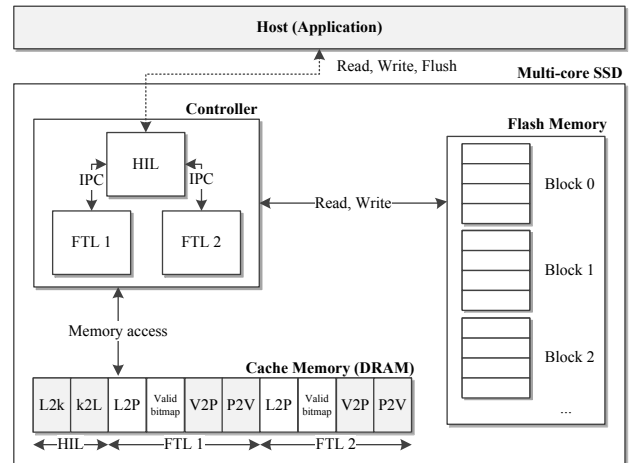 Host (Application)
Read, Write, Flush
Multi-core SSD
Controller
Flash Memory
HIL
IPC
IPC
FTL 1
FTL 2
Read, Write
Block 0
Block 1
Block 2
...
Memory access
Cache Memory (DRAM)
L2k k2L L2P Valid bitmap V2P P2V L2P Valid bitmap V2P P2V
HIL FTL 1 FTL 2